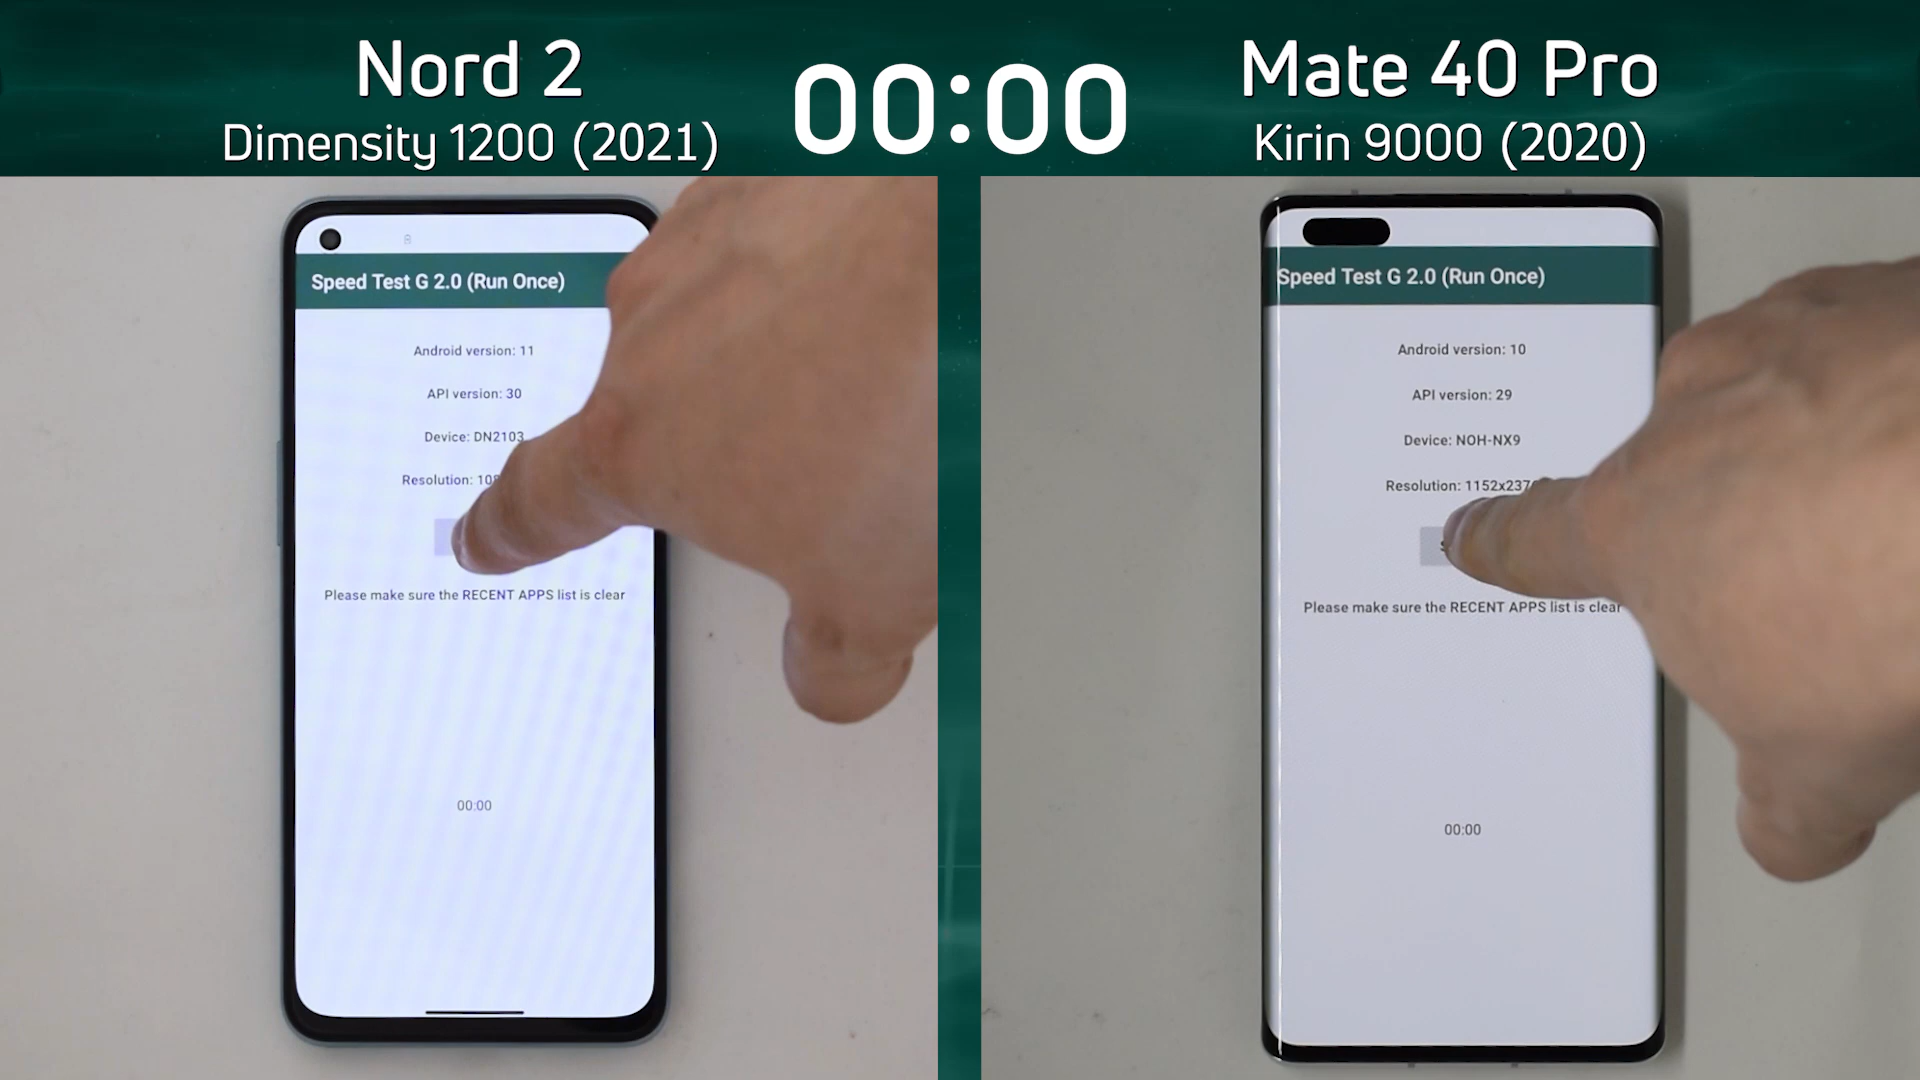 Nord 2
Dimensity 1200 (2021)
00:00
Mate 40 Pro
Kirin 9000 (2020)
Speed Test G 2.0 (Run Once)
Android version: 11
API version: 30
Device: DN2103
Resolution:
Please make sure the RECENT APPS list is clear
00:00
Speed Test G 2.0 (Run Once)
Android version: 10
API version: 29
Device: NOH-NX9
Resolution:
Please make sure the RECENT APPS list is clear
00:00